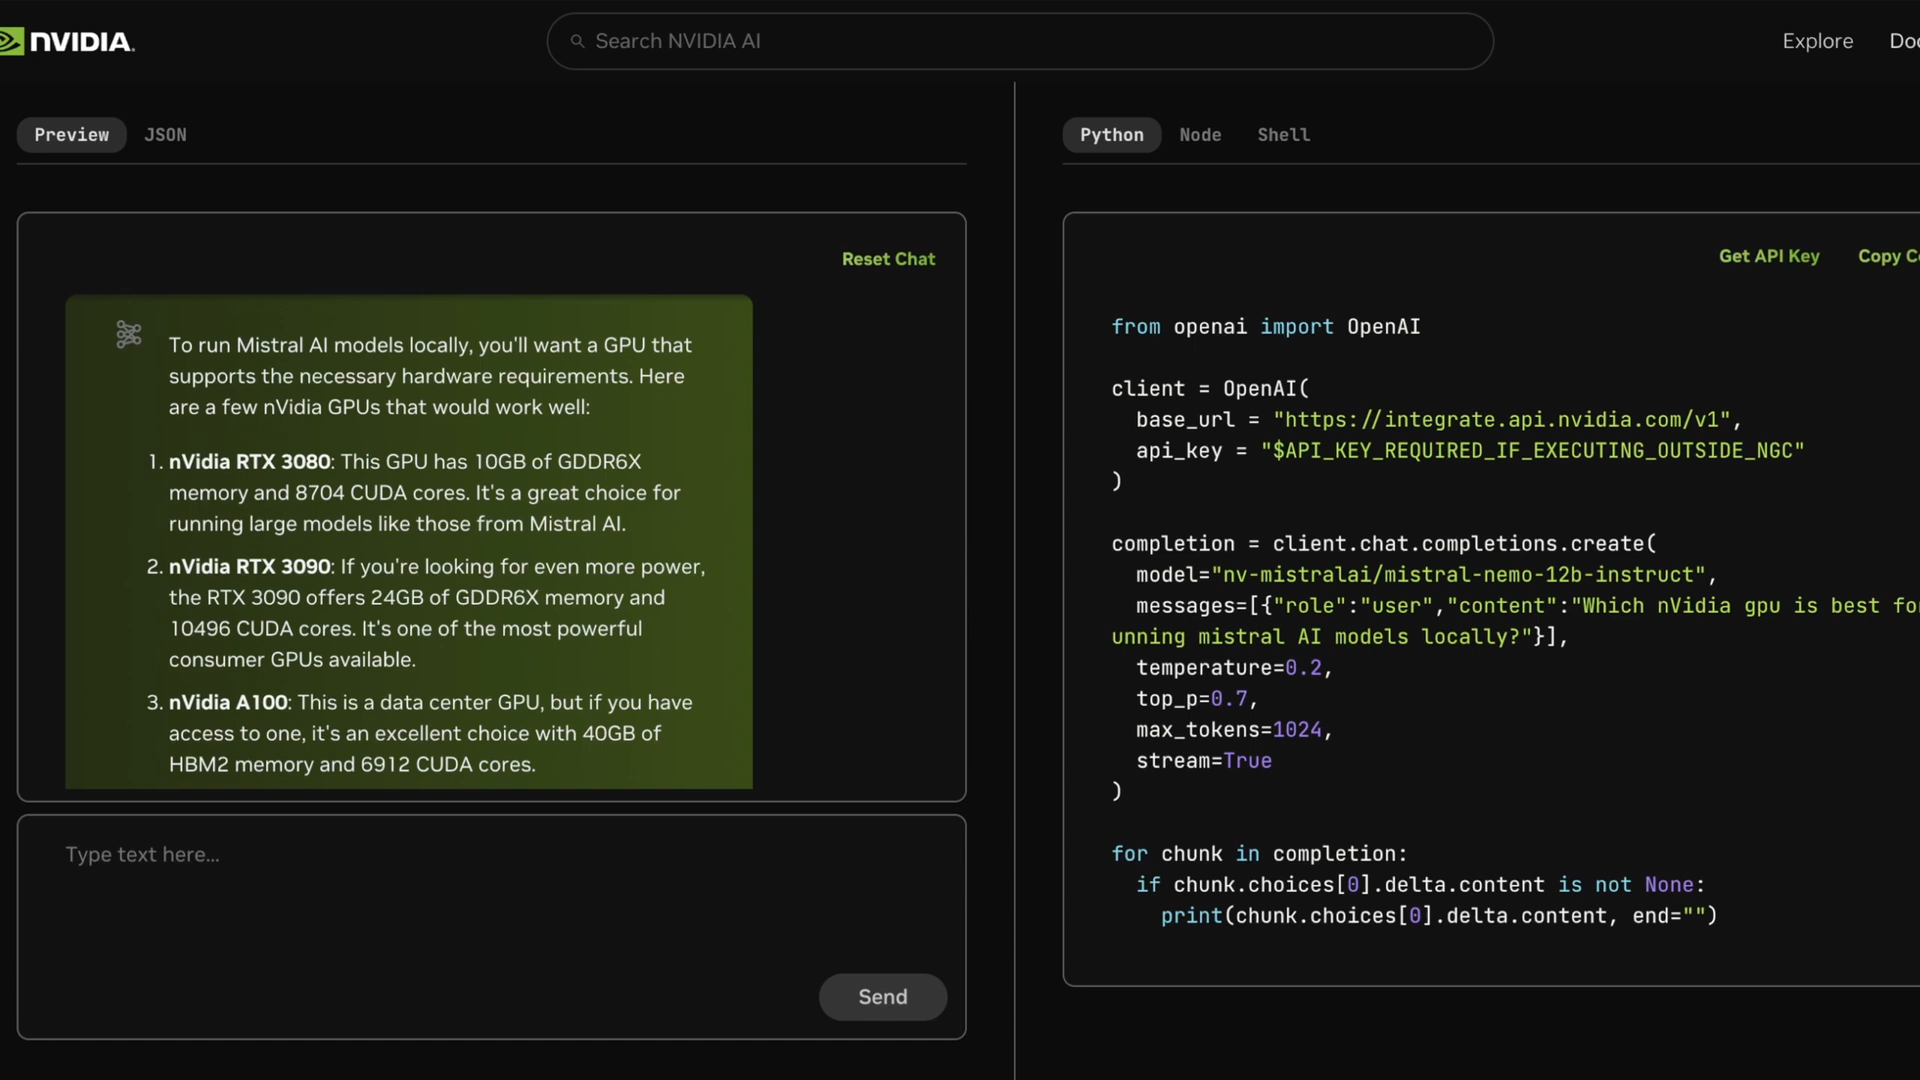 NVIDIA.
Search NVIDIA AI
Explore
Preview
JSON
Reset Chat
To run Mistral AI models locally, you'll want a GPU that
supports the necessary hardware requirements. Here
are a few nVidia GPUs that would work well:
1. nVidia RTX 3080: This GPU has 10GB of GDDR6X
memory and 8704 CUDA cores. It's a great choice for
running large models like those from Mistral AI.
2. nVidia RTX 3090: If you're looking for even more power,
the RTX 3090 offers 24GB of GDDR6X memory and
10496 CUDA cores. It's one of the most powerful
consumer GPUs available.
3. nVidia A100: This is a data center GPU, but if you have
access to one, it's an excellent choice with 40GB of
HBM2 memory and 6912 CUDA cores.
Type text here...
Send
Python
Node
Shell
Get API Key
Copy
from openai import OpenAI
client = OpenAI(
base_url = "https://integrate.api.nvidia.com/v1",
api_key = "$API_KEY_REQUIRED_IF_EXECUTING_OUTSIDE_NGC"
)
completion = client.chat.completions.create(
model="nv-mistralai/mistral-nemo-12b-instruct",
messages=[{"role":"user","content":"Which nVidia gpu is best fo
unning mistral AI models locally?"}],
temperature=0.2,
top_p=0.7,
max_tokens=1024,
stream=True
)
for chunk in completion:
if chunk.choices[0].delta.content is not None:
print(chunk.choices[0].delta.content, end="")